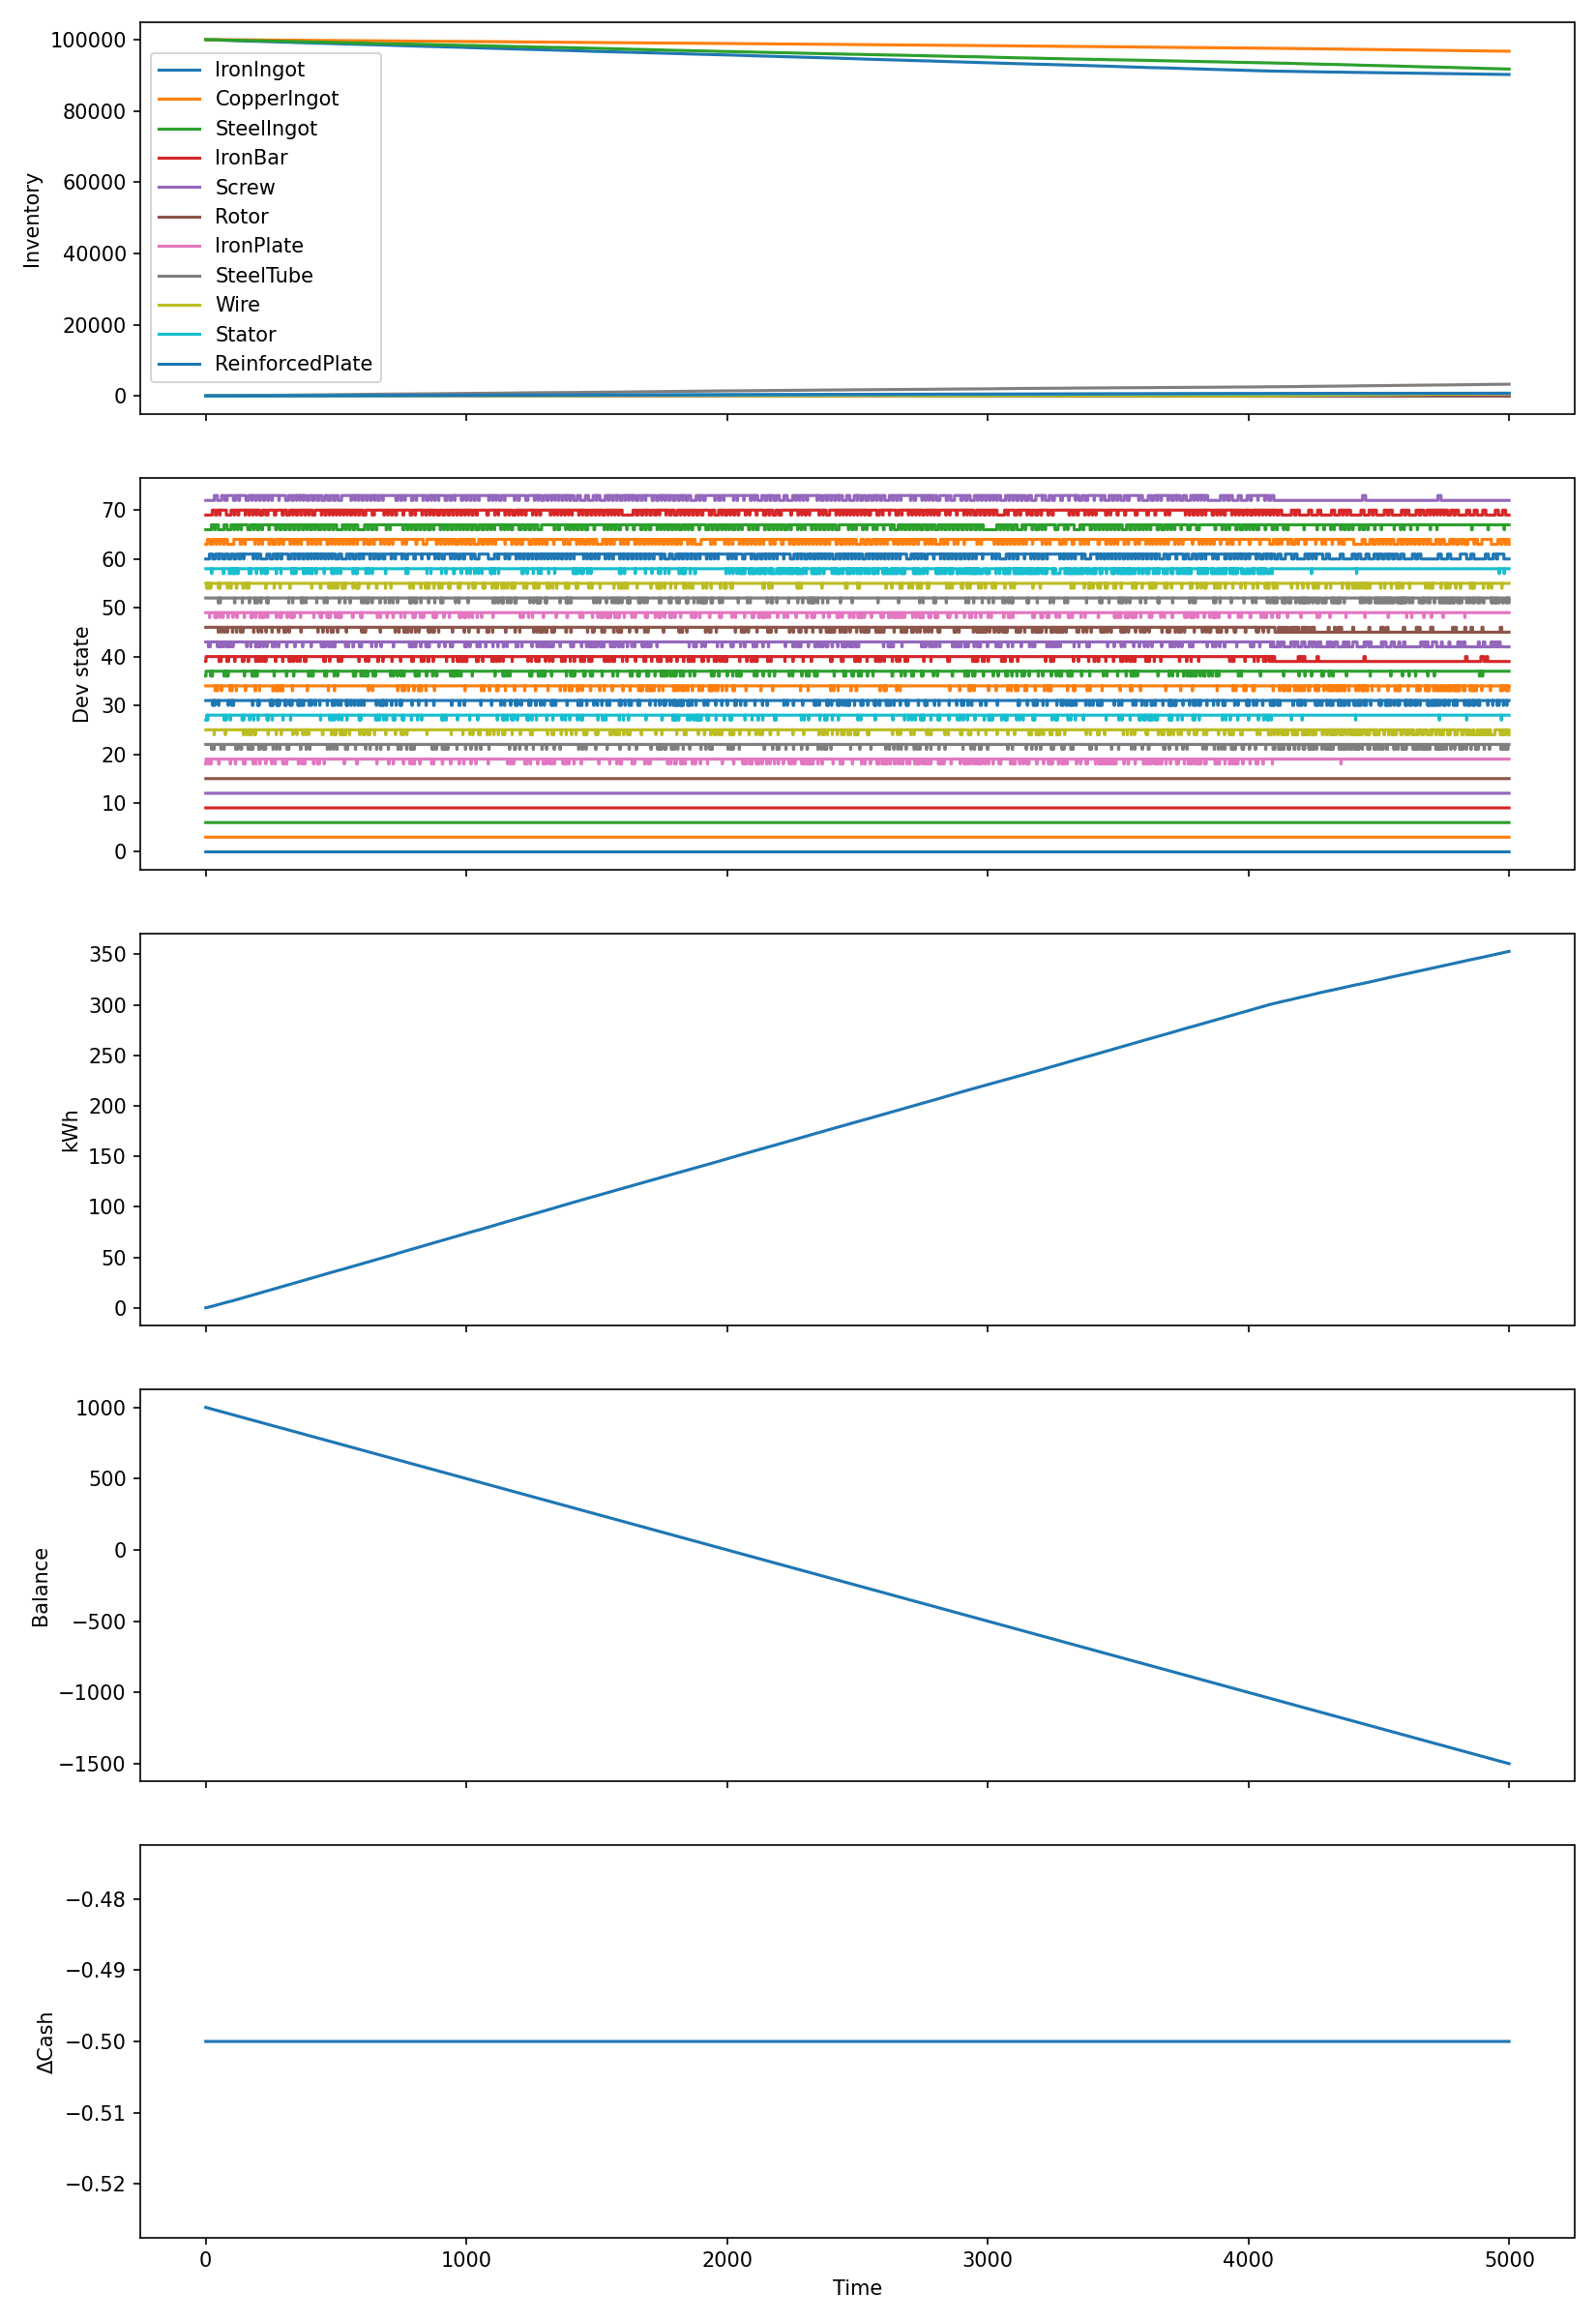 100000
80000
60000
40000
20000
0
Inventory
IronIngot
CopperIngot
SteelIngot
IronBar
Screw
Rotor
IronPlate
SteelTube
Wire
Stator
ReinforcedPlate
70
60
50
40
30
20
10
0
Dev state
350
300
250
200
150
100
50
0
kWh
1000
500
0
−500
−1000
−1500
Balance
−0.48
−0.49
−0.50
−0.51
−0.52
ΔCash
0 1000 2000 3000 4000 5000
Time